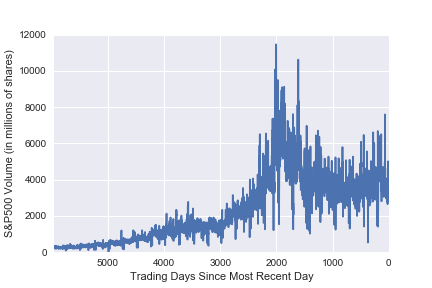 12000
10000
8000
6000
4000
2000
0
S&P500 Volume (in millions of shares)
5000 4000 3000 2000 1000 0
Trading Days Since Most Recent Day